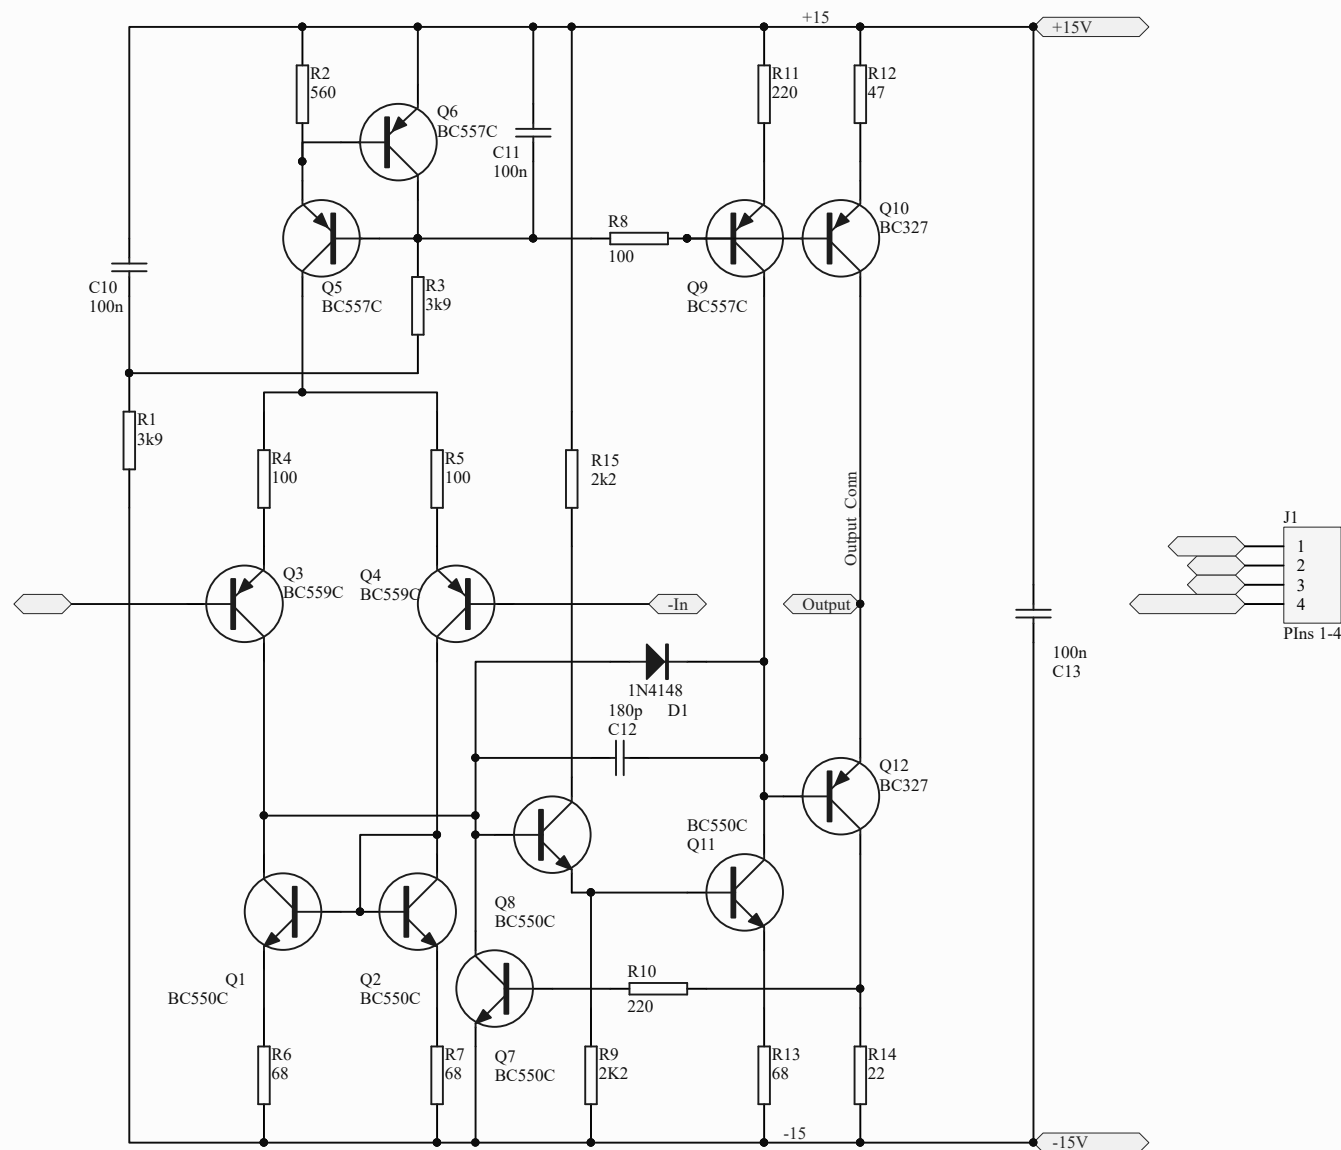 +15
+15V
R2
560
Q6
BC557C
C11
100n
R11
220
R12
47
R8
100
Q10
BC327
C10
100n
Q5
BC557C
R3
3k9
Q9
BC557C
R1
3k9
R4
100
R5
100
R15
2k2
Output Conn
J1
1
2
3
4
PIns 1-4
Q3
BC559C
Q4
BC559C
-In
Output
100n
C13
1N4148
D1
180p
C12
Q12
BC327
BC550C
Q11
Q8
BC550C
Q1
BC550C
Q2
BC550C
R10
220
Q7
BC550C
R6
68
R7
68
R9
2K2
R13
68
R14
22
-15
-15V